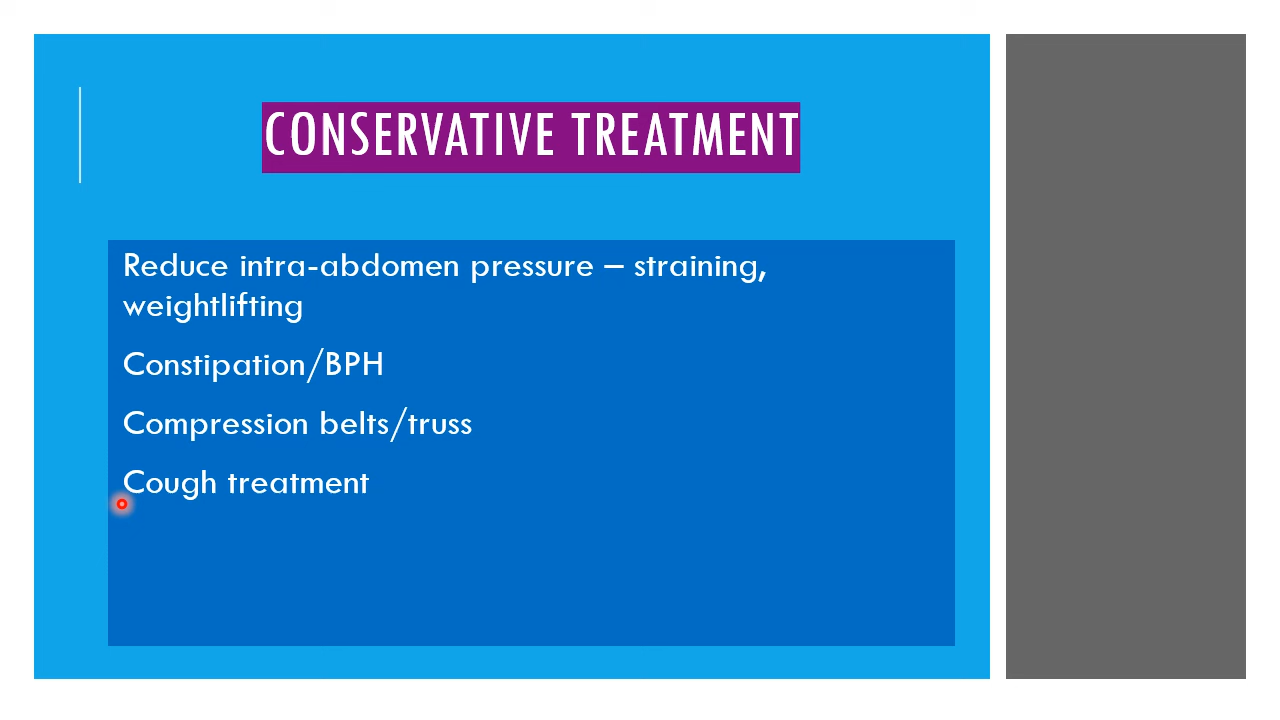 CONSERVATIVE TREATMENT
Reduce intra-abdomen pressure – straining,
weightlifting
Constipation/BPH
Compression belts/truss
Cough treatment